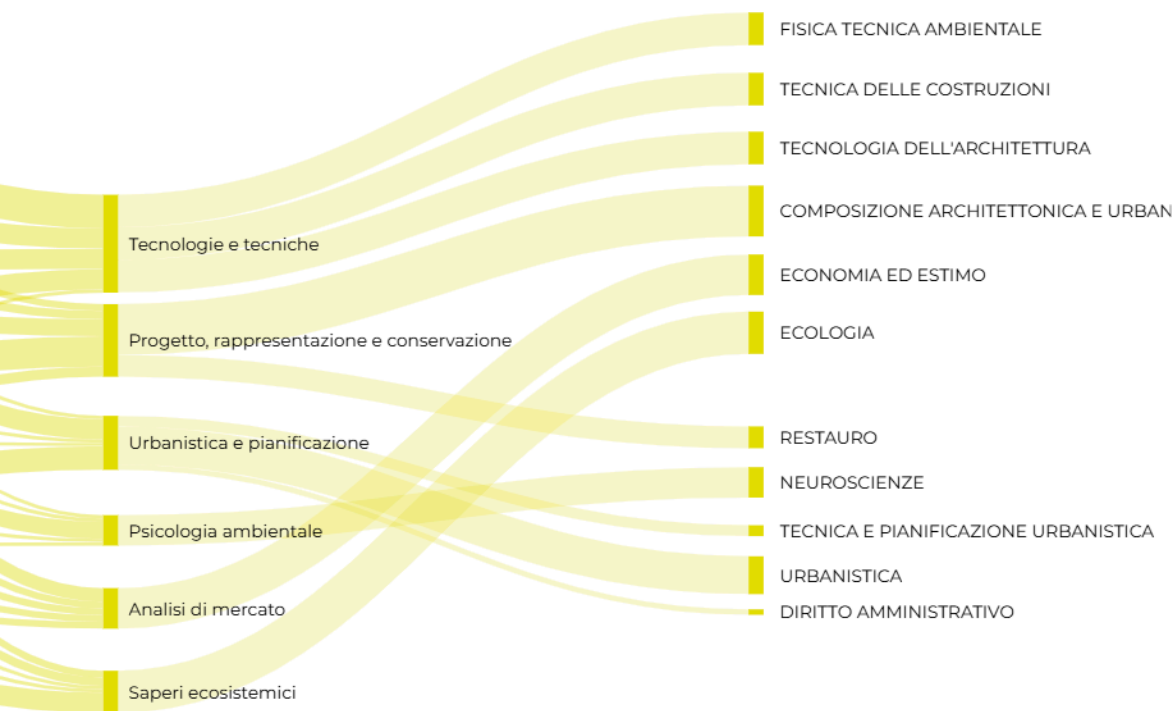 FISICA TECNICA AMBIENTALE
TECNICA DELLE COSTRUZIONI
TECNOLOGIA DELL'ARCHITETTURA
COMPOSIZIONE ARCHITETTONICA E URBAN
Tecnologie e tecniche
ECONOMIA ED ESTIMO
ECOLOGIA
Progetto, rappresentazione e conservazione
RESTAURO
Urbanistica e pianificazione
NEUROSCIENZE
Psicologia ambientale
TECNICA E PIANIFICAZIONE URBANISTICA
URBANISTICA
Analisi di mercato
DIRITTO AMMINISTRATIVO
Saperi ecosistemici